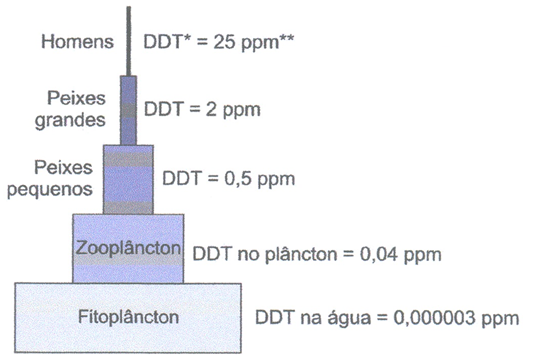 Homens DDT* = 25 ppm**
Peixes
grandes DDT = 2 ppm
Peixes
pequenos DDT = 0,5 ppm
Zooplâncton DDT no plâncton = 0,04 ppm
Fitoplâncton DDT na água = 0,000003 ppm